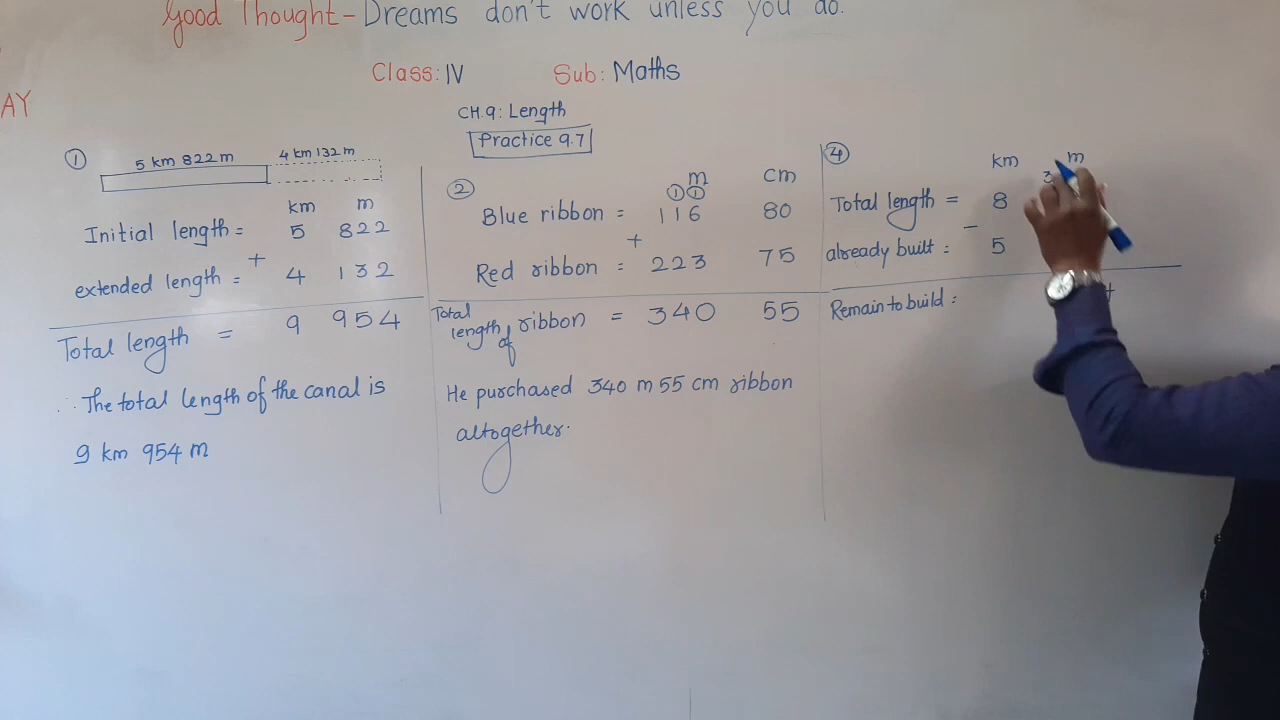 Good Thought- Dreams don't work unless you do.
Class: IV Sub: Maths
AY
CH.9: Length
Practice 9.7
① 5 km 822 m 4 km 132 m
km m
Initial length = 5 822
+
extended length = 4 132
Total length = 9 954
∴ The total length of the canal is
9 km 954 m
② m cm
① ①
Blue ribbon = 116 80
+
Red ribbon = 223 75
Total length of ribbon = 340 55
He purchased 340 m 55 cm ribbon
altogether.
④ km m
3
Total length = 8
-
already built = 5
Remain to build =